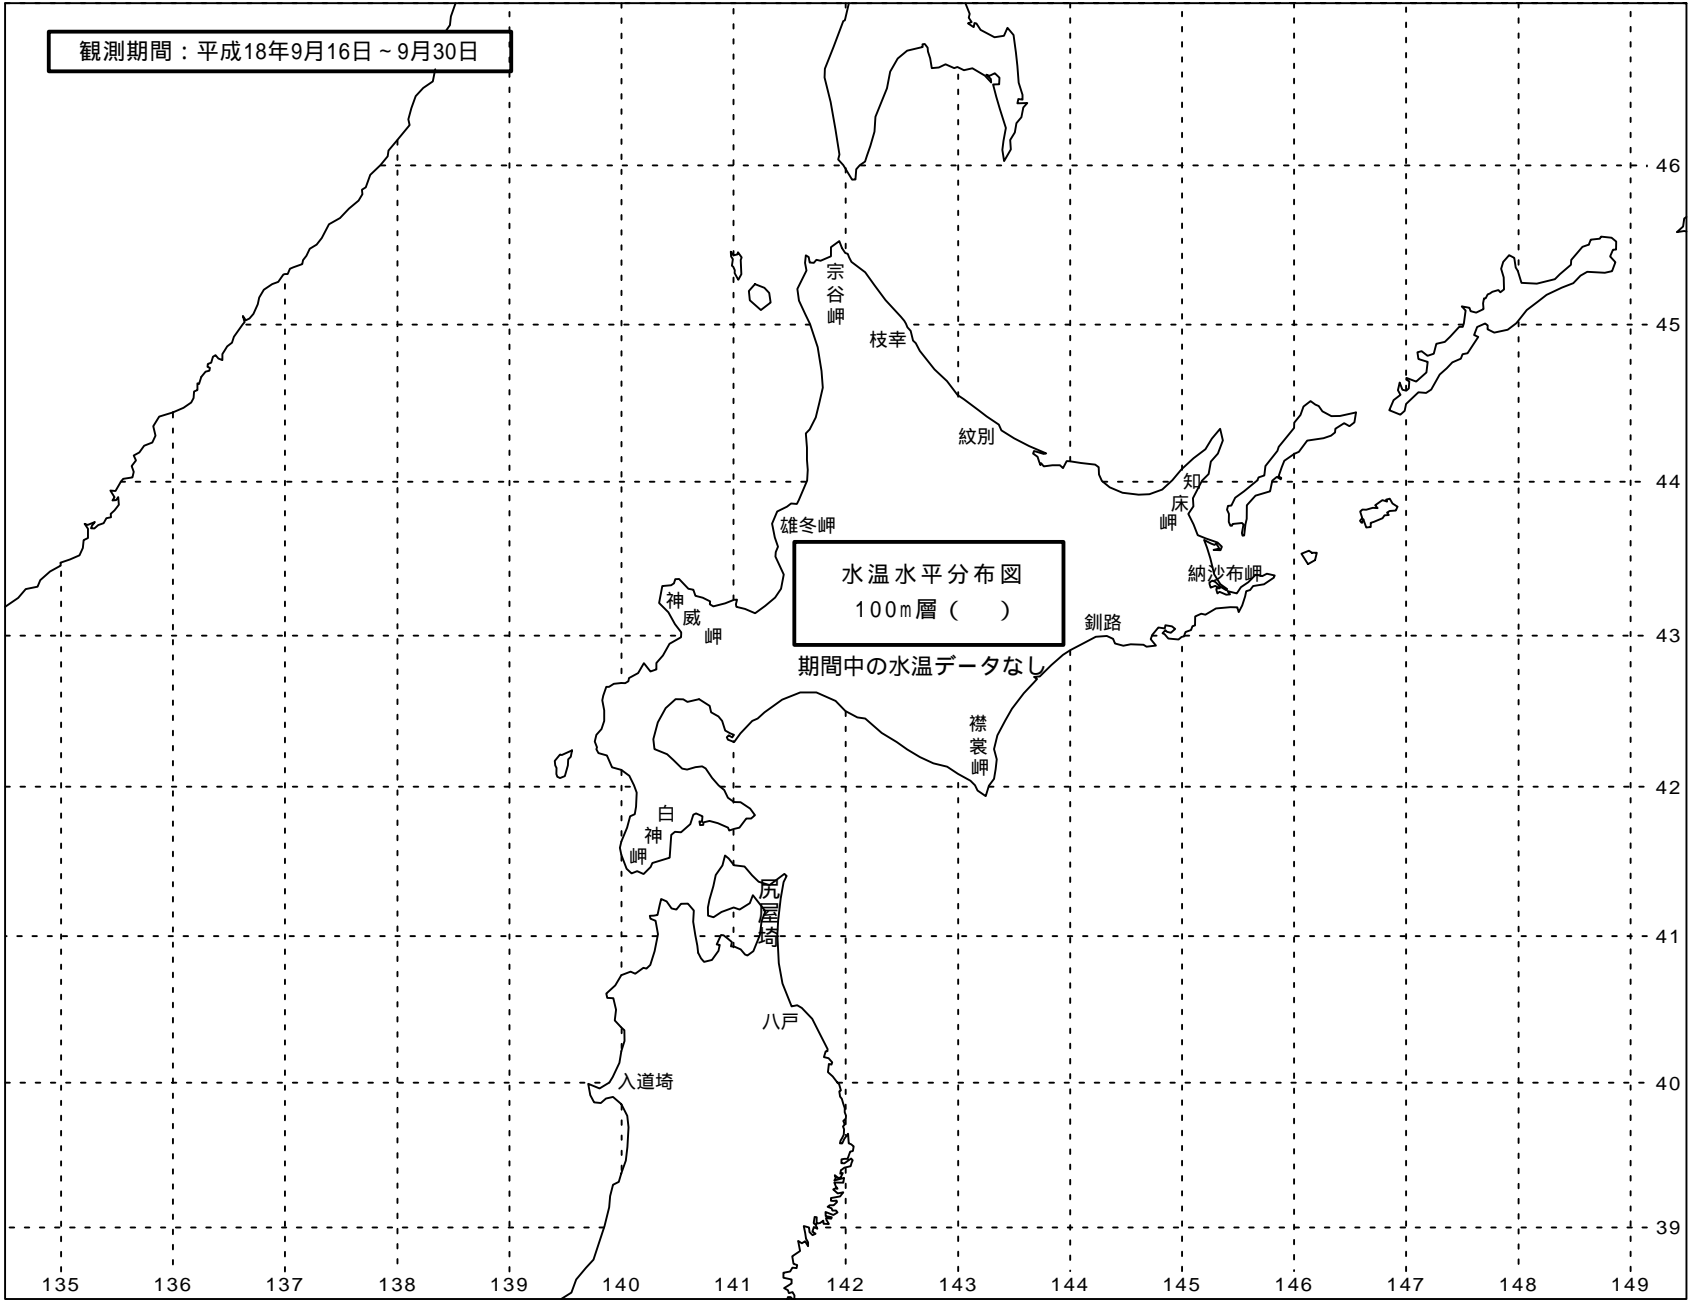 観測期間：平成18年9月16日~9月30日
46
宗谷岬
45
枝幸
紋別
44
知床岬
雄冬岬
水温水平分布図
100m層（　）
納沙布岬
神威岬
釧路
43
期間中の水温データなし
襟裳岬
42
白神岬
尻屋埼
41
八戸
入道埼
40
39
135 136 137 138 139 140 141 142 143 144 145 146 147 148 149